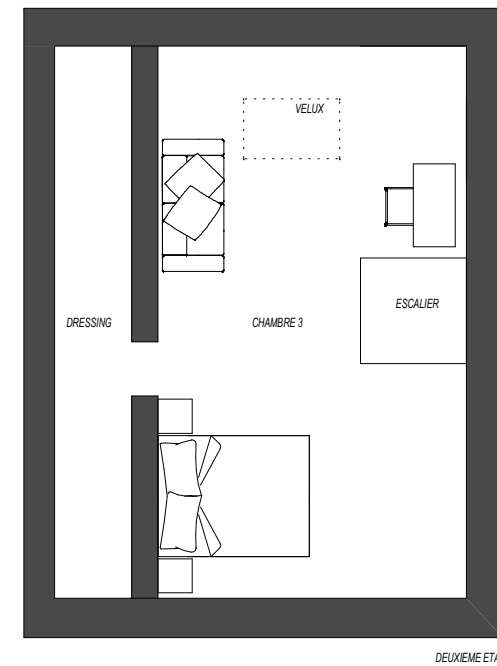 VELUX
ESCALIER
DRESSING
CHAMBRE 3
DEUXIEME ETA